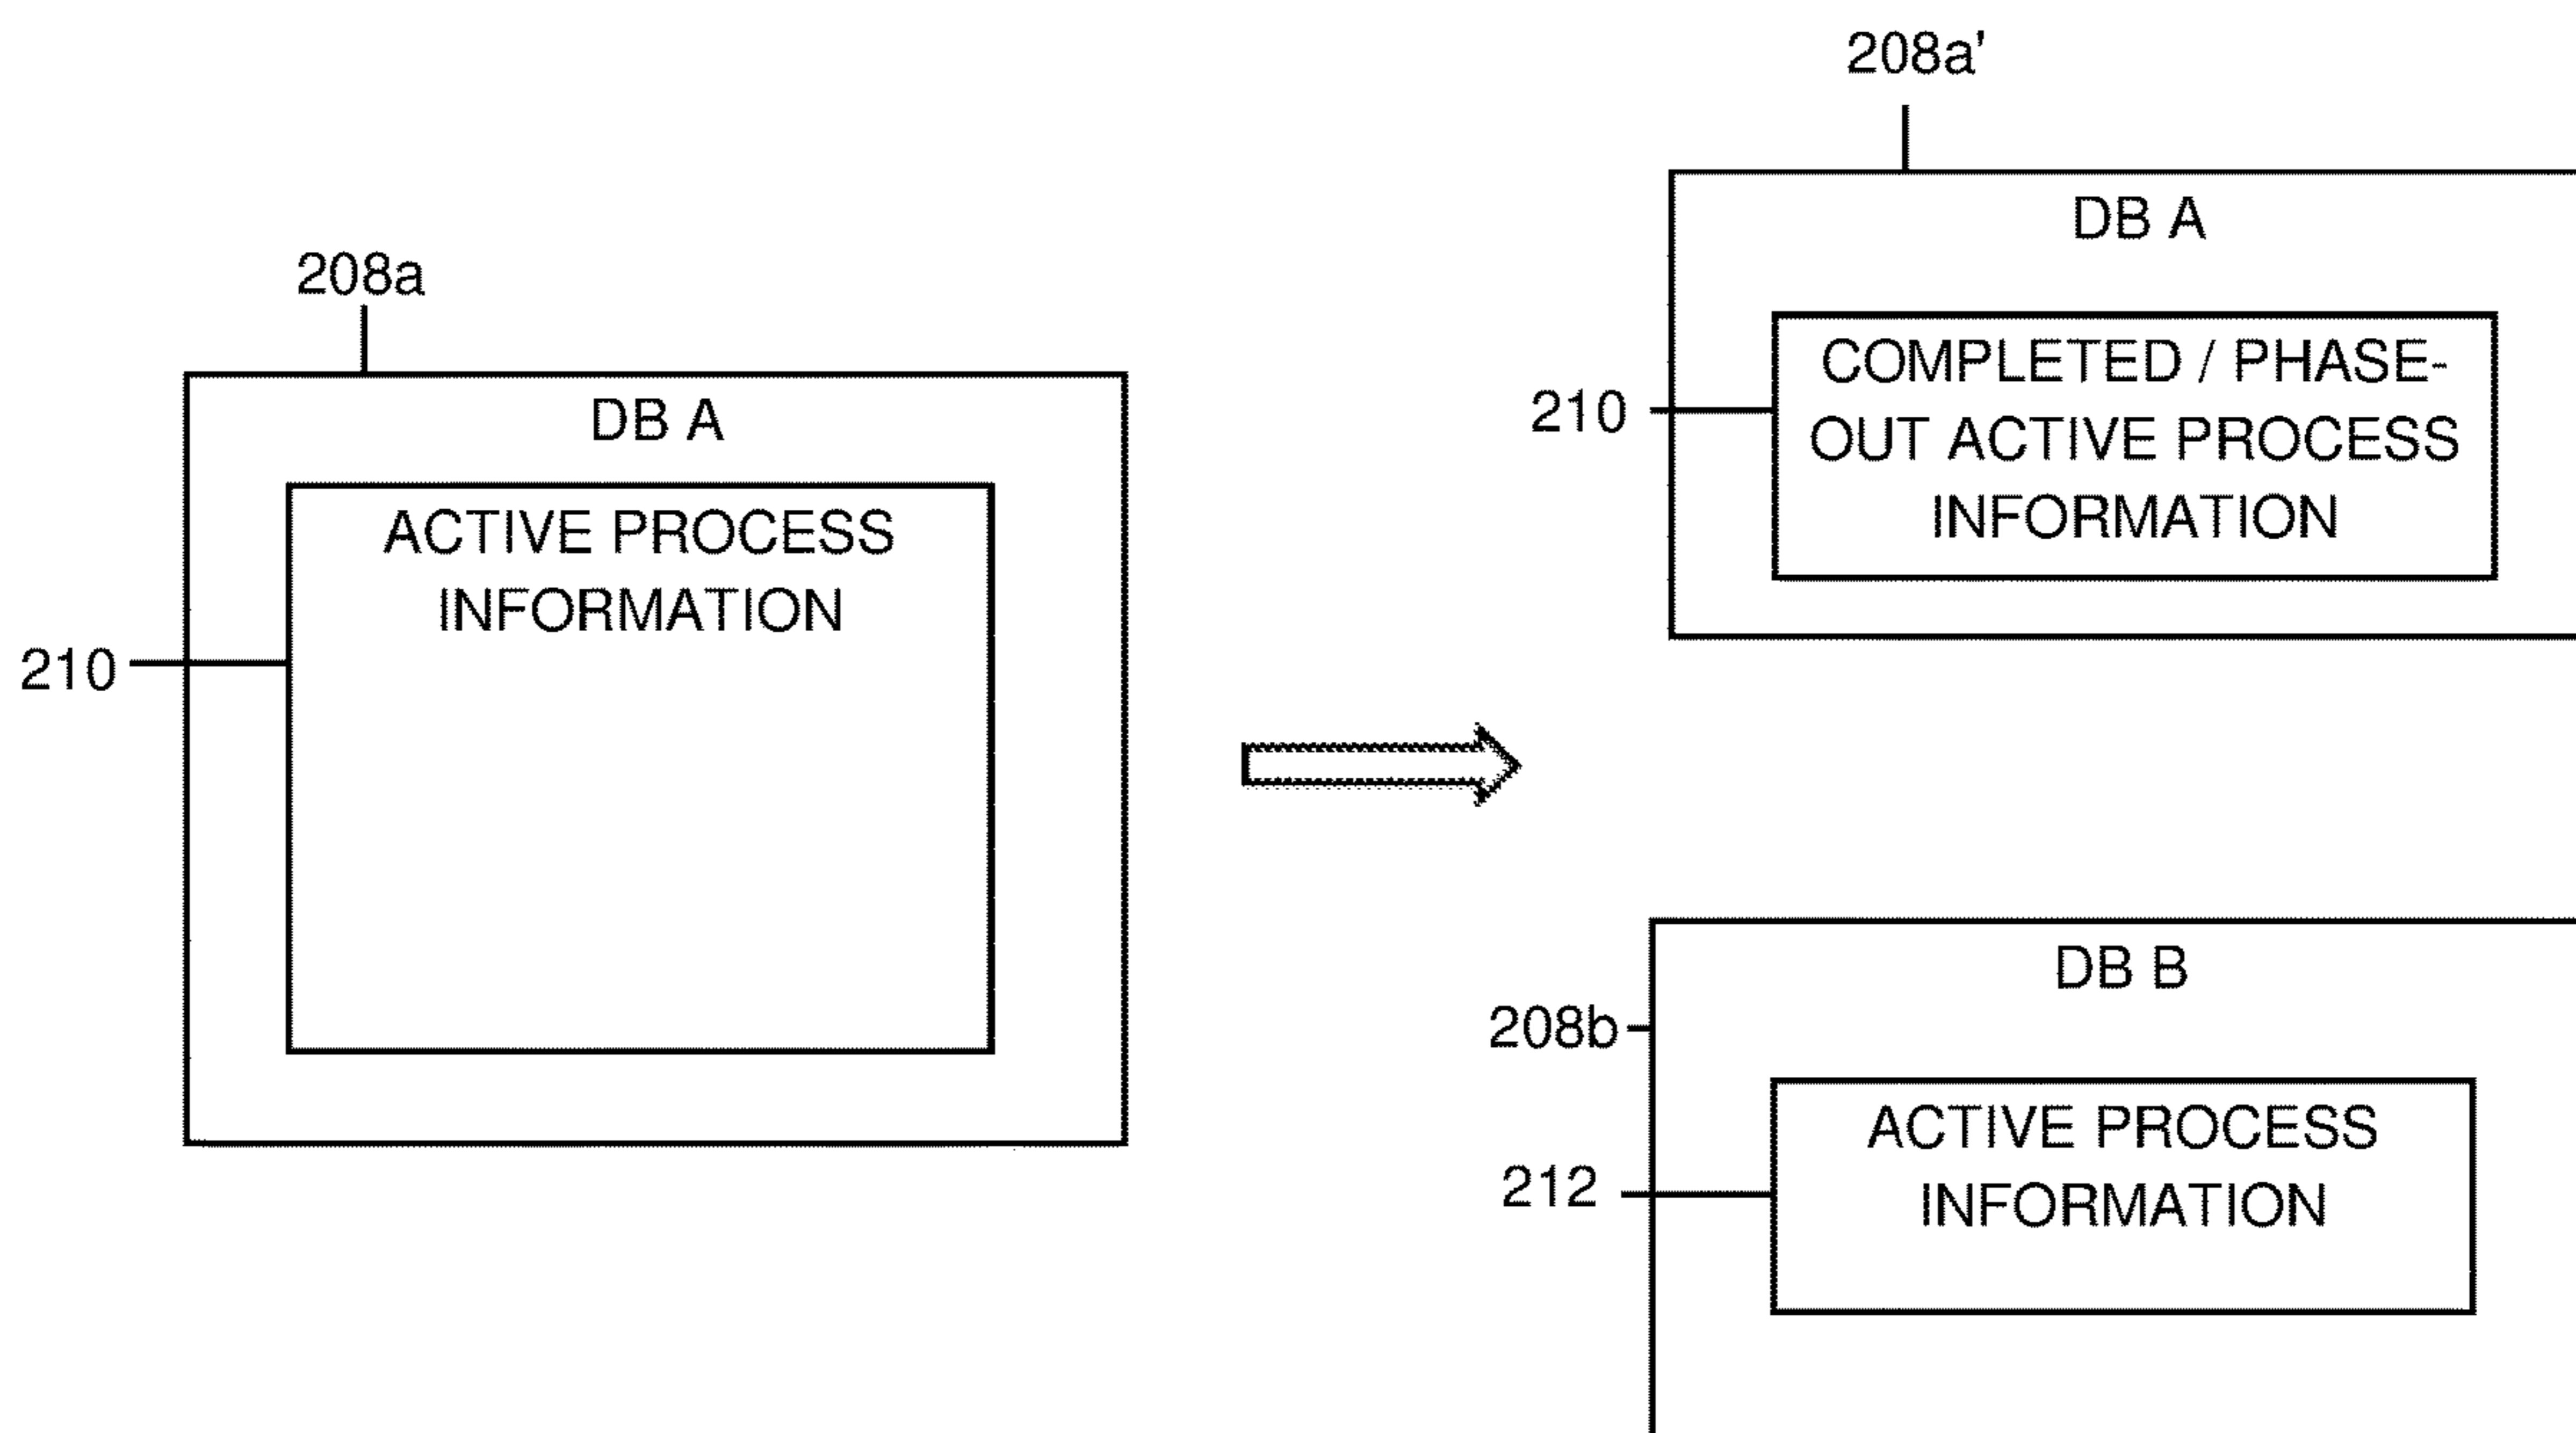 208a
DB A
ACTIVE PROCESS
INFORMATION
210
208a'
DB A
COMPLETED / PHASE-
OUT ACTIVE PROCESS
INFORMATION
210
DB B
208b
ACTIVE PROCESS
INFORMATION
212